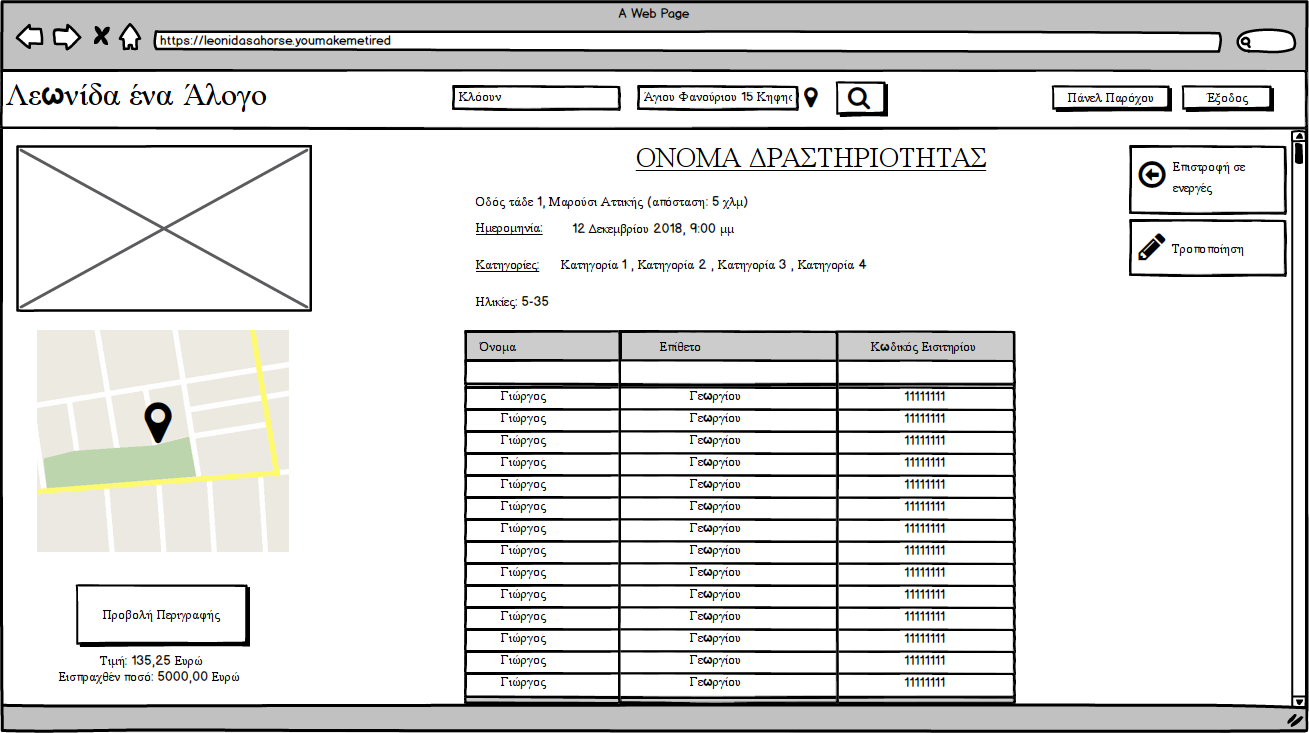 A Web Page
https://leonidasahorse.youmakemetired
Λεωνίδα ένα Άλογο
Κλόουν
Άγιου Φανούριου 15 Κηφης
Πάνελ Παρόχου
Έξοδος
ΟΝΟΜΑ ΔΡΑΣΤΗΡΙΟΤΗΤΑΣ
Οδός τάδε 1, Μαρούσι Αττικής (απόσταση: 5 χλμ)
Ημερομηνία: 12 Δεκεμβρίου 2018, 9:00 μμ
Κατηγορίες: Κατηγορία 1 , Κατηγορία 2 , Κατηγορία 3 , Κατηγορία 4
Ηλικίες: 5-35
Επιστροφή σε
ενεργές
Τροποποίηση
Όνομα Επίθετο Κωδικός Εισιτηρίου
Γιώργος Γεωργίου 11111111
Γιώργος Γεωργίου 11111111
Γιώργος Γεωργίου 11111111
Γιώργος Γεωργίου 11111111
Γιώργος Γεωργίου 11111111
Γιώργος Γεωργίου 11111111
Γιώργος Γεωργίου 11111111
Γιώργος Γεωργίου 11111111
Γιώργος Γεωργίου 11111111
Γιώργος Γεωργίου 11111111
Γιώργος Γεωργίου 11111111
Γιώργος Γεωργίου 11111111
Γιώργος Γεωργίου 11111111
Γιώργος Γεωργίου 11111111
Προβολή Περιγραφής
Τιμή: 135,25 Ευρώ
Εισπραχθέν ποσό: 5000,00 Ευρώ